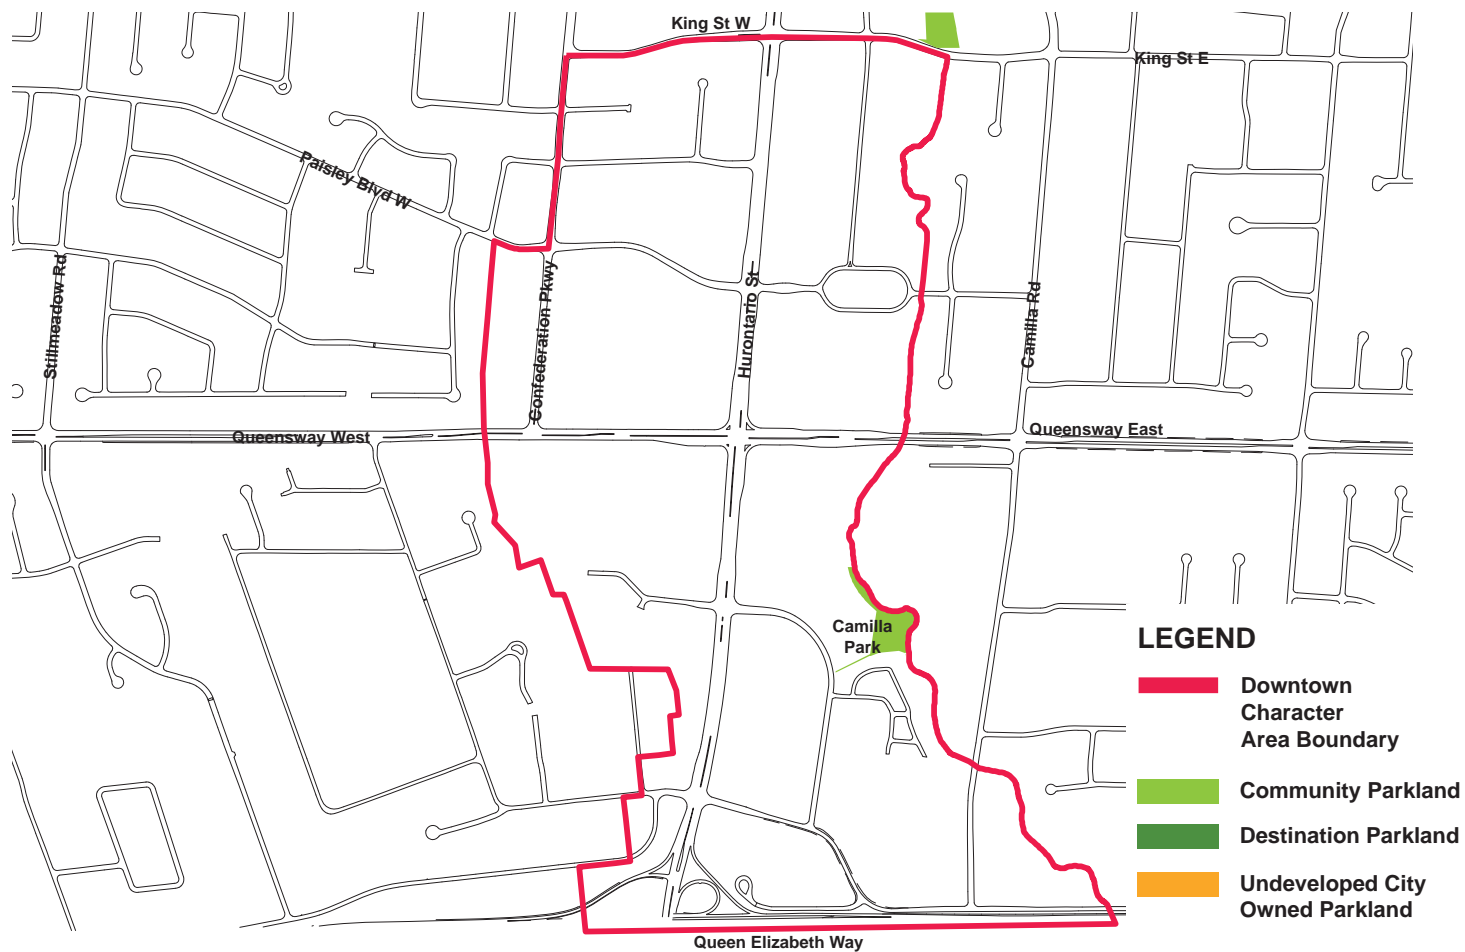 King St W
King St E
Paisley Blvd W
Stillmeadow Rd
Confederation Pkwy
Hurontario St
Camilla Rd
Queensway West
Queensway East
Camilla
Park
Queen Elizabeth Way
LEGEND
Downtown
Character
Area Boundary
Community Parkland
Destination Parkland
Undeveloped City
Owned Parkland